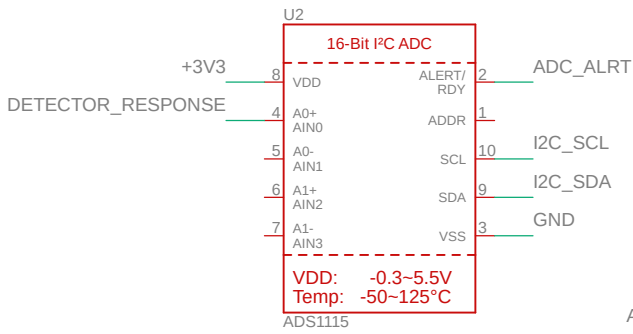 U2
16-Bit I²C ADC
+3V3 8 VDD ALERT/ RDY 2 ADC_ALRT
DETECTOR_RESPONSE 4 A0+ AIN0 ADDR 1
5 A0- AIN1 SCL 10 I2C_SCL
6 A1+ AIN2 SDA 9 I2C_SDA
7 A1- AIN3 VSS 3 GND
VDD: -0.3~5.5V
Temp: -50~125°C
ADS1115